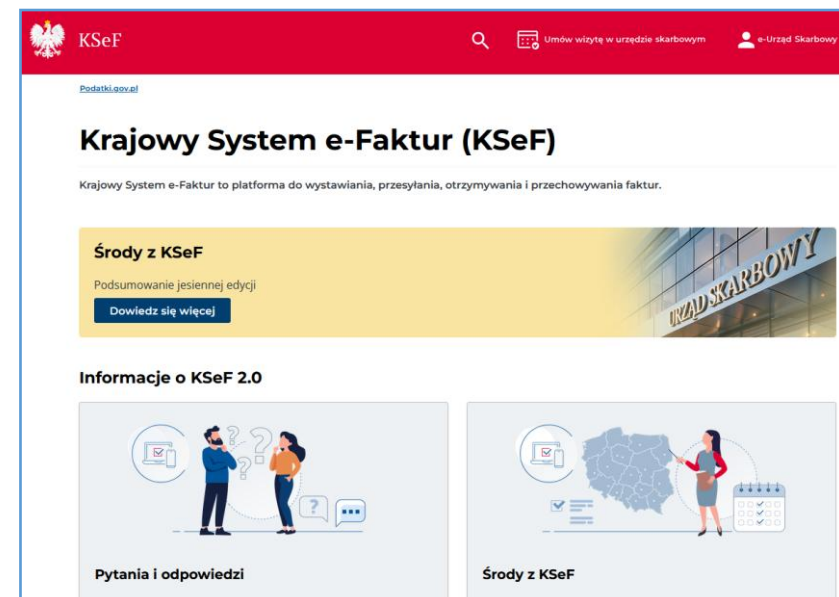 KSeF
Umów wizytę w urzędzie skarbowym
e-Urząd Skarbowy
Podatki.gov.pl
Krajowy System e-Faktur (KSeF)
Krajowy System e-Faktur to platforma do wystawiania, przesyłania, otrzymywania i przechowywania faktur.
Środy z KSeF
Podsumowanie jesiennej edycji
Dowiedz się więcej
URZĄD SKARBOWY
Informacje o KSeF 2.0
Pytania i odpowiedzi
Środy z KSeF